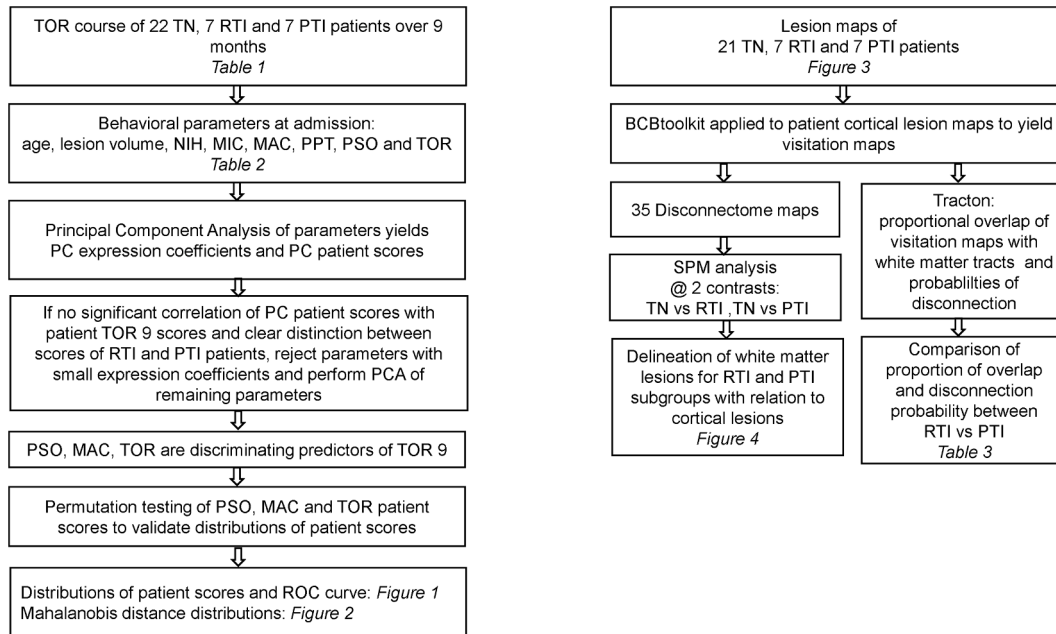 TOR course of 22 TN, 7 RTI and 7 PTI patients over 9
months
Table 1
Behavioral parameters at admission:
age, lesion volume, NIH, MIC, MAC, PPT, PSO and TOR
Table 2
Principal Component Analysis of parameters yields
PC expression coefficients and PC patient scores
If no significant correlation of PC patient scores with
patient TOR 9 scores and clear distinction between
scores of RTI and PTI patients, reject parameters with
small expression coefficients and perform PCA of
remaining parameters
PSO, MAC, TOR are discriminating predictors of TOR 9
Permutation testing of PSO, MAC and TOR patient
scores to validate distributions of patient scores
Distributions of patient scores and ROC curve: Figure 1
Mahalanobis distance distributions: Figure 2
Lesion maps of
21 TN, 7 RTI and 7 PTI patients
Figure 3
BCBtoolkit applied to patient cortical lesion maps to yield
visitation maps
35 Disconnectome maps
SPM analysis
@ 2 contrasts:
TN vs RTI ,TN vs PTI
Delineation of white matter
lesions for RTI and PTI
subgroups with relation to
cortical lesions
Figure 4
Tracton:
proportional overlap of
visitation maps with
white matter tracts and
probablilties of
disconnection
Comparison of
proportion of overlap
and disconnection
probability between
RTI vs PTI
Table 3